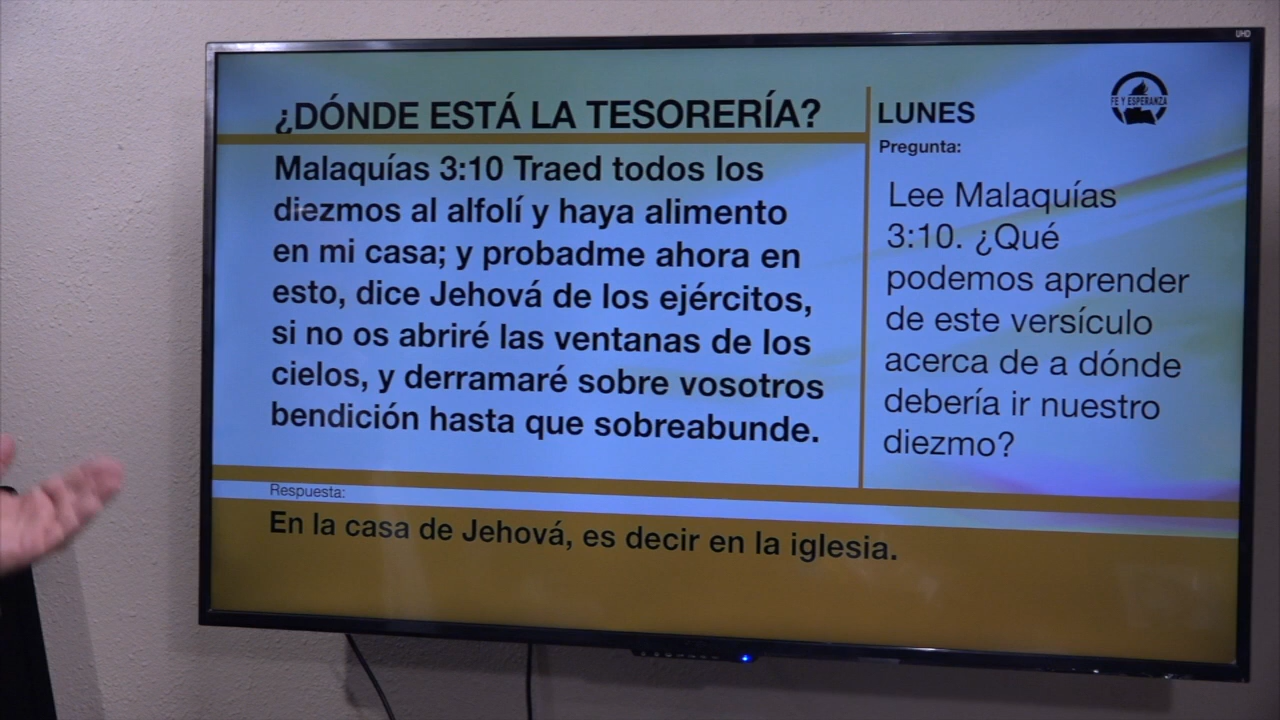 UHD
¿DÓNDE ESTÁ LA TESORERÍA?
Malaquías 3:10 Traed todos los
diezmos al alfolí y haya alimento
en mi casa; y probadme ahora en
esto, dice Jehová de los ejércitos,
si no os abriré las ventanas de los
cielos, y derramaré sobre vosotros
bendición hasta que sobreabunde.
LUNES
FE Y ESPERANZA
Pregunta:
Lee Malaquías
3:10. ¿Qué
podemos aprender
de este versículo
acerca de a dónde
debería ir nuestro
diezmo?
Respuesta:
En la casa de Jehová, es decir en la iglesia.